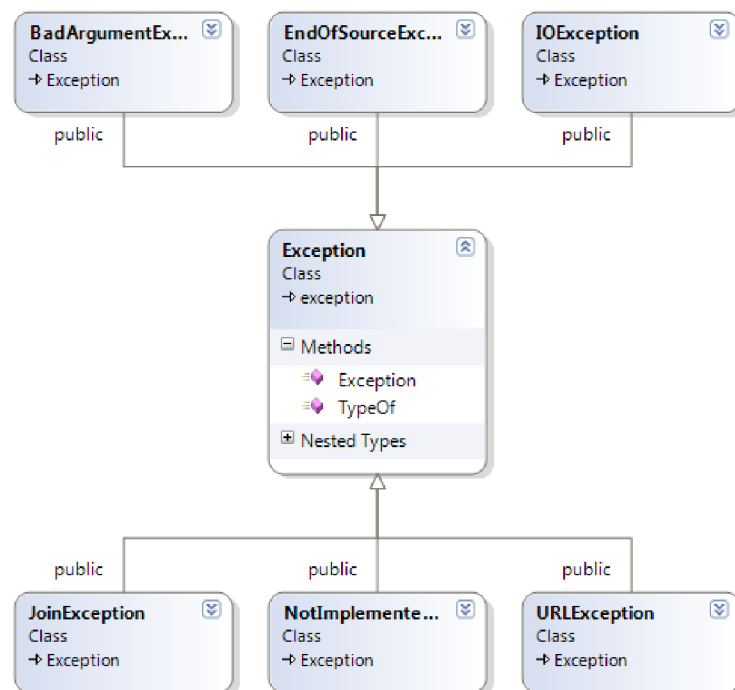 BadArgumentEx...
Class
Exception
EndOfSourceExc...
Class
Exception
IOException
Class
Exception
public
public
public
Exception
Class
exception
Methods
Exception
TypeOf
Nested Types
public
public
public
JoinException
Class
Exception
NotImplemente...
Class
Exception
URLException
Class
Exception